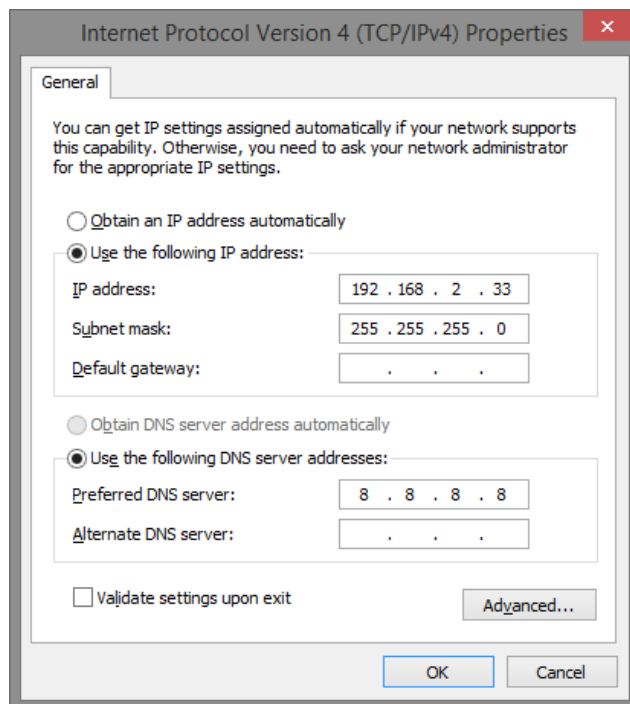 Internet Protocol Version 4 (TCP/IPv4) Properties
General
You can get IP settings assigned automatically if your network supports
this capability. Otherwise, you need to ask your network administrator
for the appropriate IP settings.
Obtain an IP address automatically
Use the following IP address:
IP address: 192 . 168 . 2 . 33
Subnet mask: 255 . 255 . 255 . 0
Default gateway: . . .
Obtain DNS server address automatically
Use the following DNS server addresses:
Preferred DNS server: 8 . 8 . 8 . 8
Alternate DNS server: . . .
Validate settings upon exit
Advanced...
OK Cancel